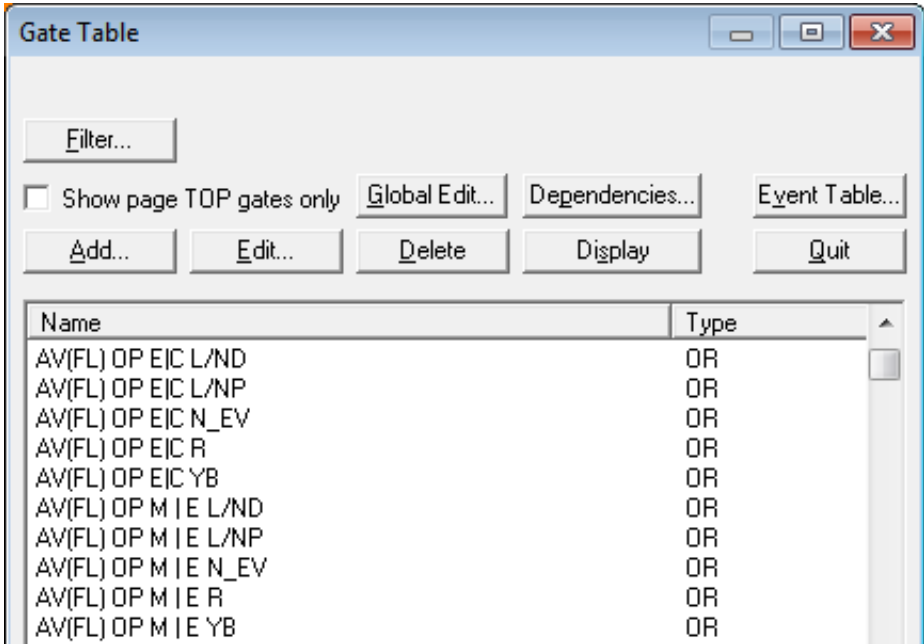 Gate Table
Filter...
Show page TOP gates only Global Edit... Dependencies... Event Table...
Add... Edit... Delete Display Quit
Name Type
AV(FL) OP E|C L/ND OR
AV(FL) OP E|C L/NP OR
AV(FL) OP E|C N_EV OR
AV(FL) OP E|C R OR
AV(FL) OP E|C YB OR
AV(FL) OP M | E L/ND OR
AV(FL) OP M | E L/NP OR
AV(FL) OP M | E N_EV OR
AV(FL) OP M | E R OR
AV(FL) OP M | E YB OR